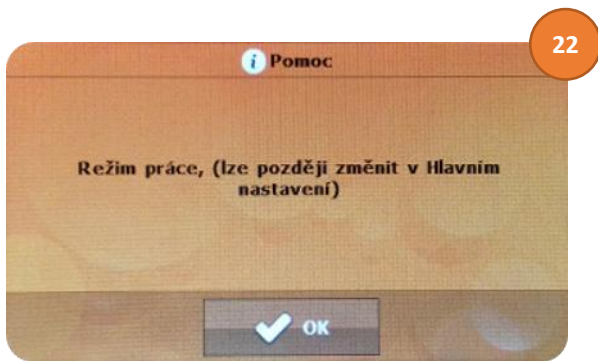 22
Pomoc
Režim práce, (lze později změnit v Hlavním
nastavení)
OK